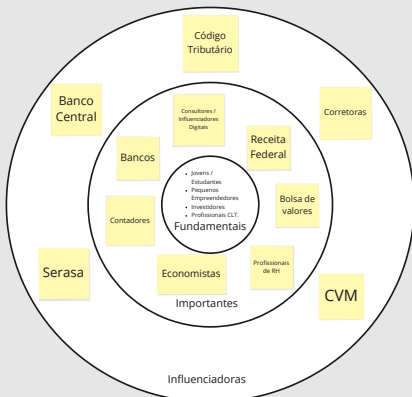 Código
Tributário
Banco
Central
Consultores /
Influenciadores
Digitais
Corretoras
Receita
Federal
Bancos
• Jovens /
Estudantes
• Pequenos
Empreendedores
• Investidores
• Profissionais CLT.
Fundamentais
Bolsa de
valores
Contadores
Serasa
Economistas
Profissionais
de RH
CVM
Importantes
Influenciadoras